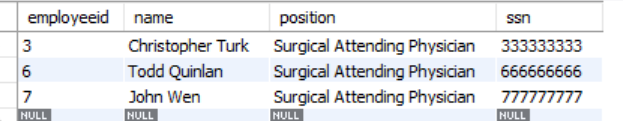 employeeid name position ssn
3 Christopher Turk Surgical Attending Physician 333333333
6 Todd Quinlan Surgical Attending Physician 666666666
7 John Wen Surgical Attending Physician 777777777
NULL NULL NULL NULL